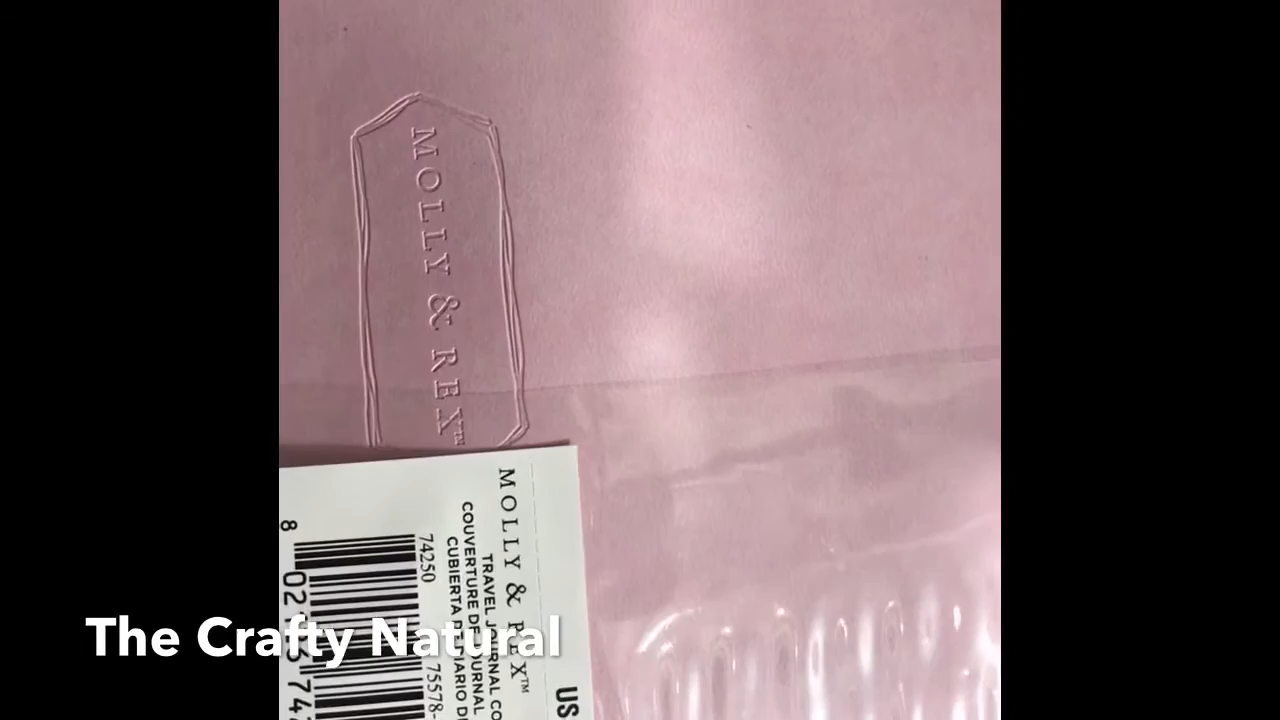 MOLLY & REX™
MOLLY & REX™
TRAVEL JOURNAL CO
COUVERTURE DE JOURNAL
CUBIERTA DE DIARIO D
74250
75578-
8
US
The Crafty Natural